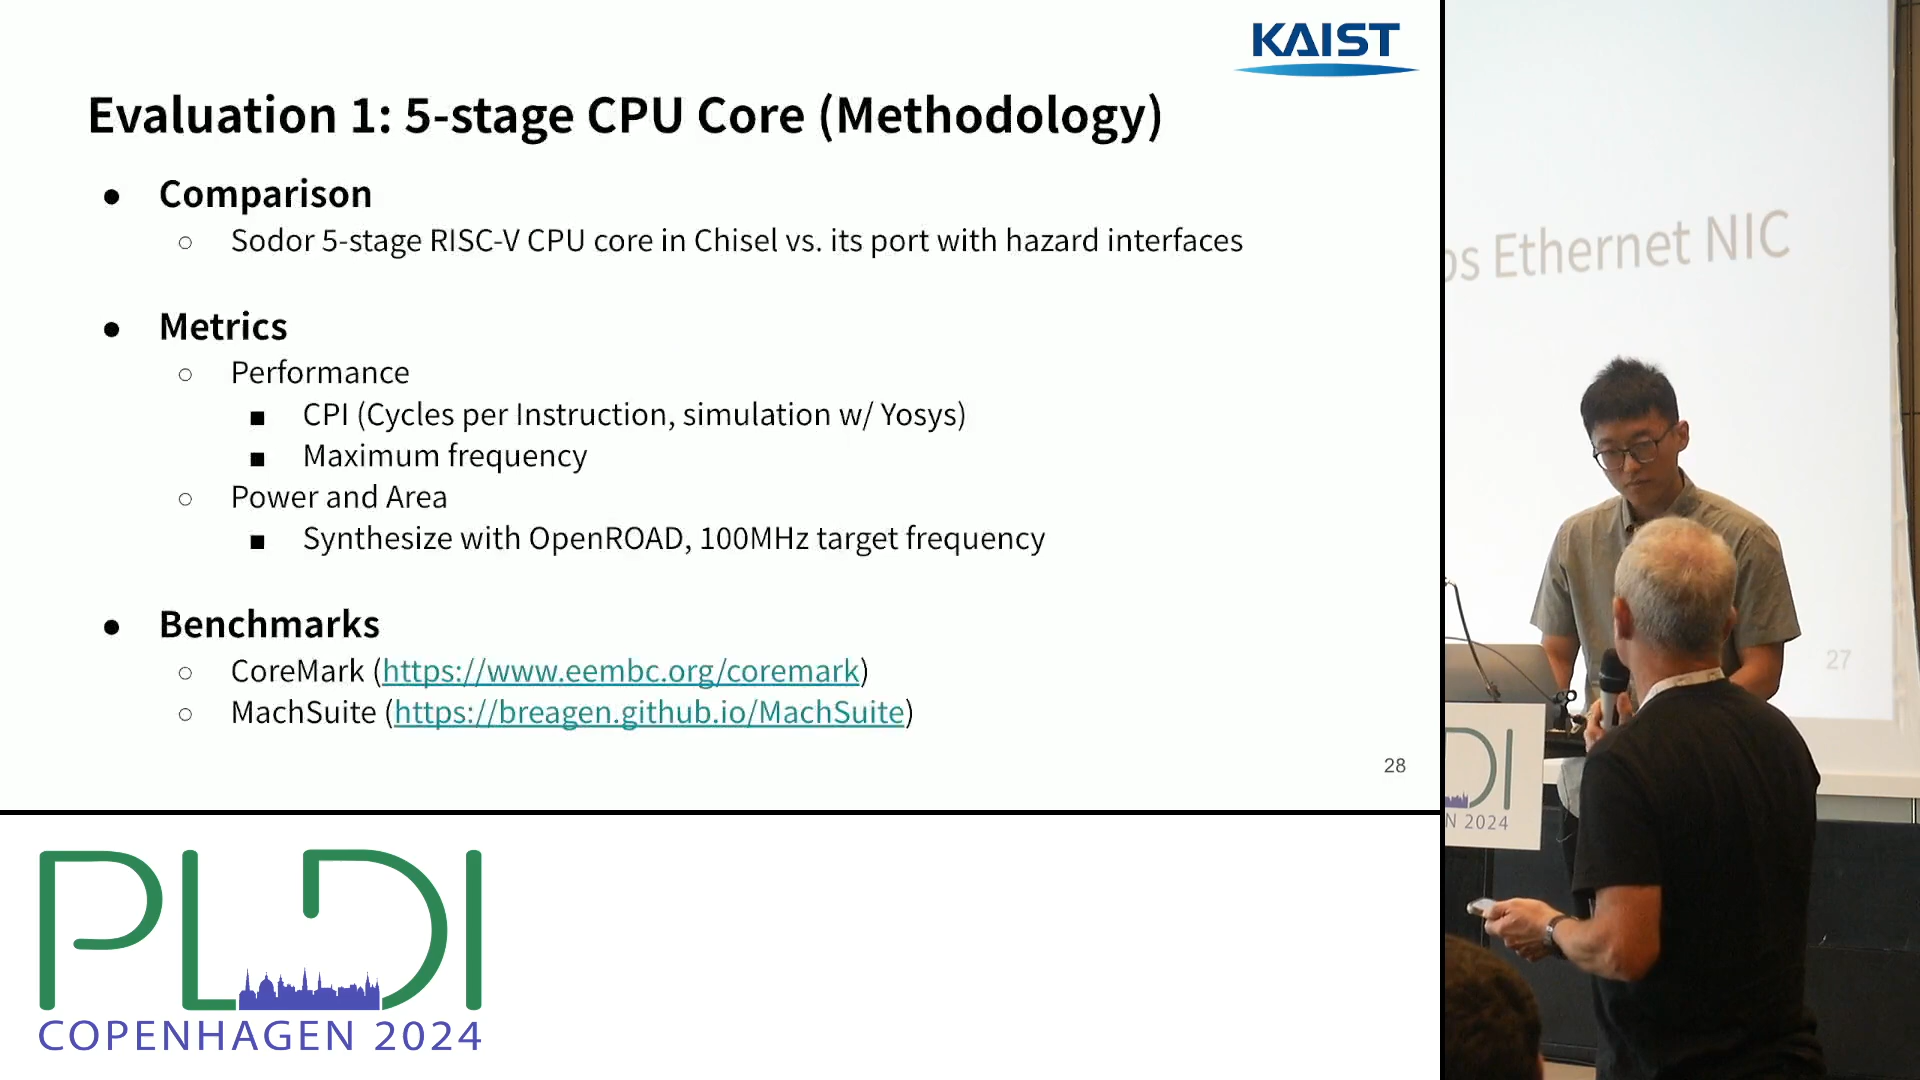 KAIST
Evaluation 1: 5-stage CPU Core (Methodology)
● Comparison
○ Sodor 5-stage RISC-V CPU core in Chisel vs. its port with hazard interfaces
● Metrics
○ Performance
■ CPI (Cycles per Instruction, simulation w/ Yosys)
■ Maximum frequency
○ Power and Area
■ Synthesize with OpenROAD, 100MHz target frequency
● Benchmarks
○ CoreMark (https://www.eembc.org/coremark)
○ MachSuite (https://breagen.github.io/MachSuite)
28
PLDI
COPENHAGEN 2024
Ethernet NIC
27
DI
N 2024